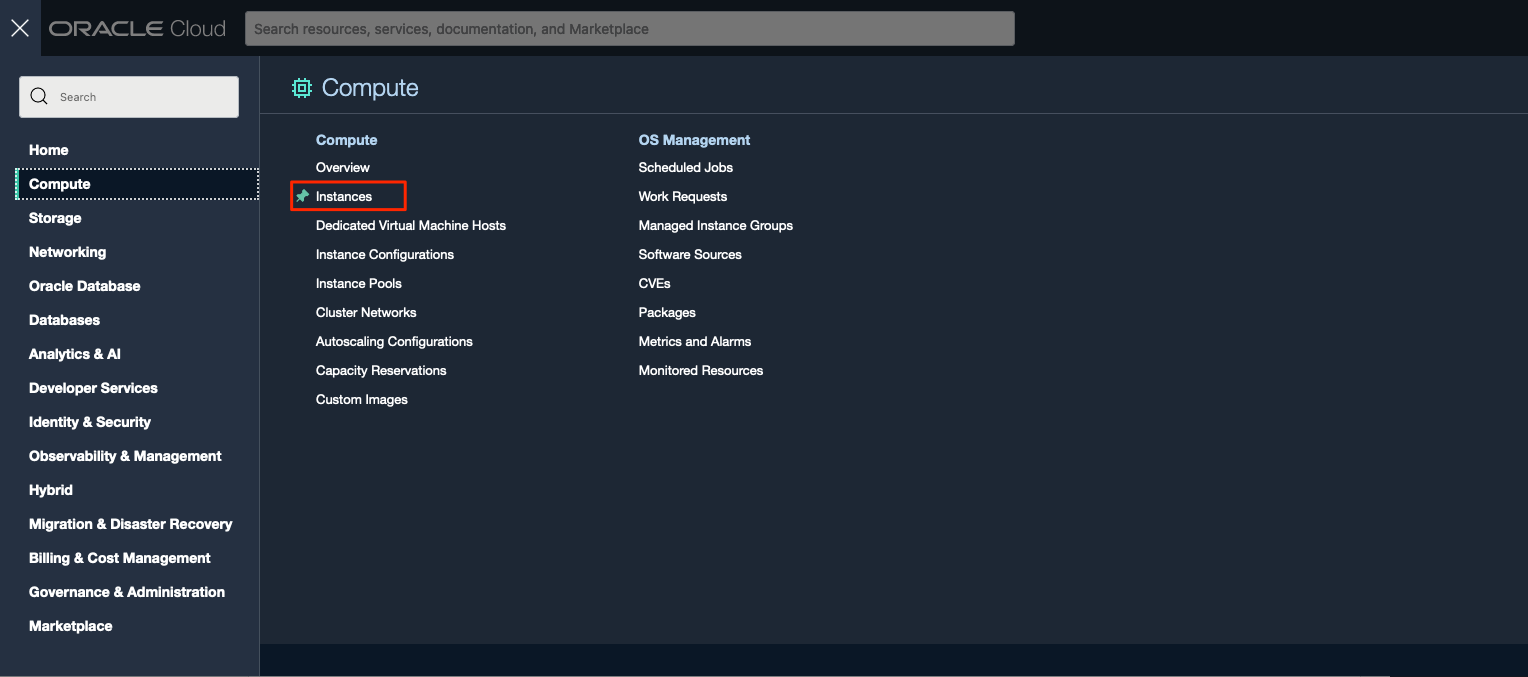 ORACLE Cloud
Search resources, services, documentation, and Marketplace
Search
Home
Compute
Storage
Networking
Oracle Database
Databases
Analytics & AI
Developer Services
Identity & Security
Observability & Management
Hybrid
Migration & Disaster Recovery
Billing & Cost Management
Governance & Administration
Marketplace
Compute
Compute
Overview
Instances
Dedicated Virtual Machine Hosts
Instance Configurations
Instance Pools
Cluster Networks
Autoscaling Configurations
Capacity Reservations
Custom Images
OS Management
Scheduled Jobs
Work Requests
Managed Instance Groups
Software Sources
CVEs
Packages
Metrics and Alarms
Monitored Resources